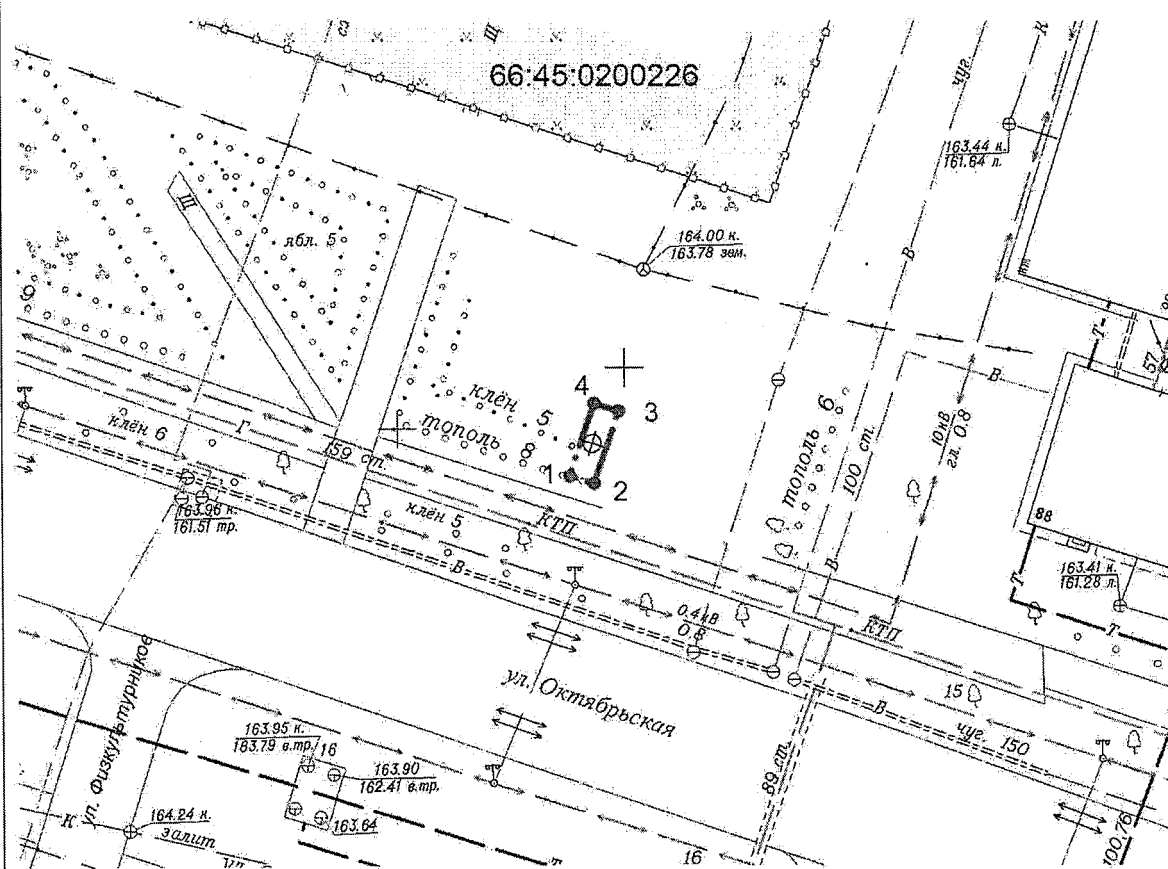 Щ
66:45:0200226
К
чуг.
163.44 к.
161.64 п.
Ш
ябл. 5
164.00 к.
163.78 зем.
В
9
57
Т
В
4
3
клён 5
тополь 8
клён 6
Г
159 ст.
1
2
тополь 6
100 ст.
10кВ
гл. 0.8
88
163.96 к.
161.51 тр.
клён 5
КТП
В
В
163.41 к.
161.28 л.
Т
Т
0.4кВ
0.8
КТП
ул. Октябрьская
15
В
чуг. 150
ул. Физкультурников
163.95 к.
183.79 в.тр.
16
163.90
162.41 в.тр.
163.64
89 ст.
К
164.24 к.
залит
Т
16
100.76